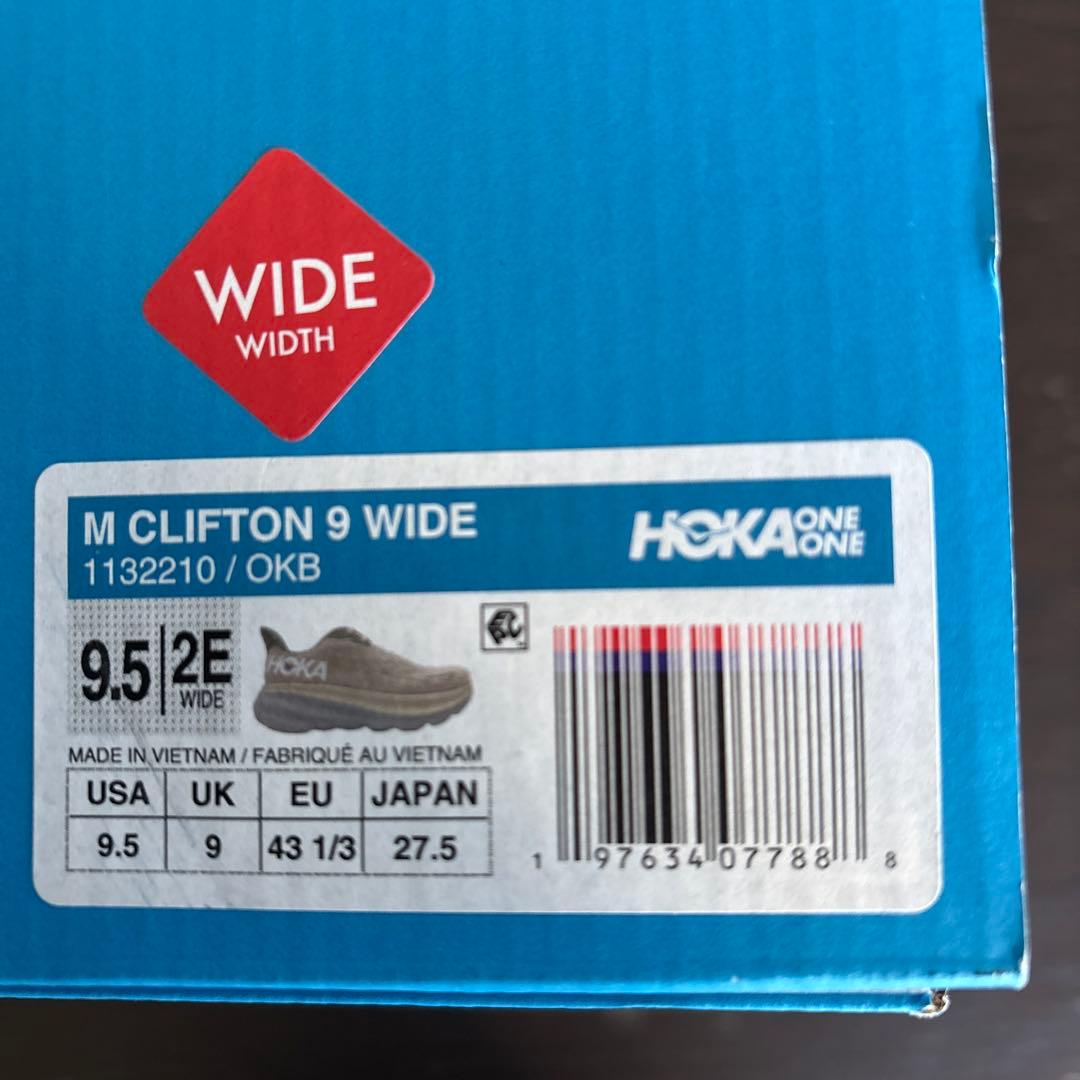 WIDE
WIDTH
M CLIFTON 9 WIDE
1132210 / OKB
HOKA ONE ONE
9.5 2E
WIDE
HOKA
MADE IN VIETNAM / FABRIQUÉ AU VIETNAM
USA UK EU JAPAN
9.5 9 43 1/3 27.5
1 97634 07788 8